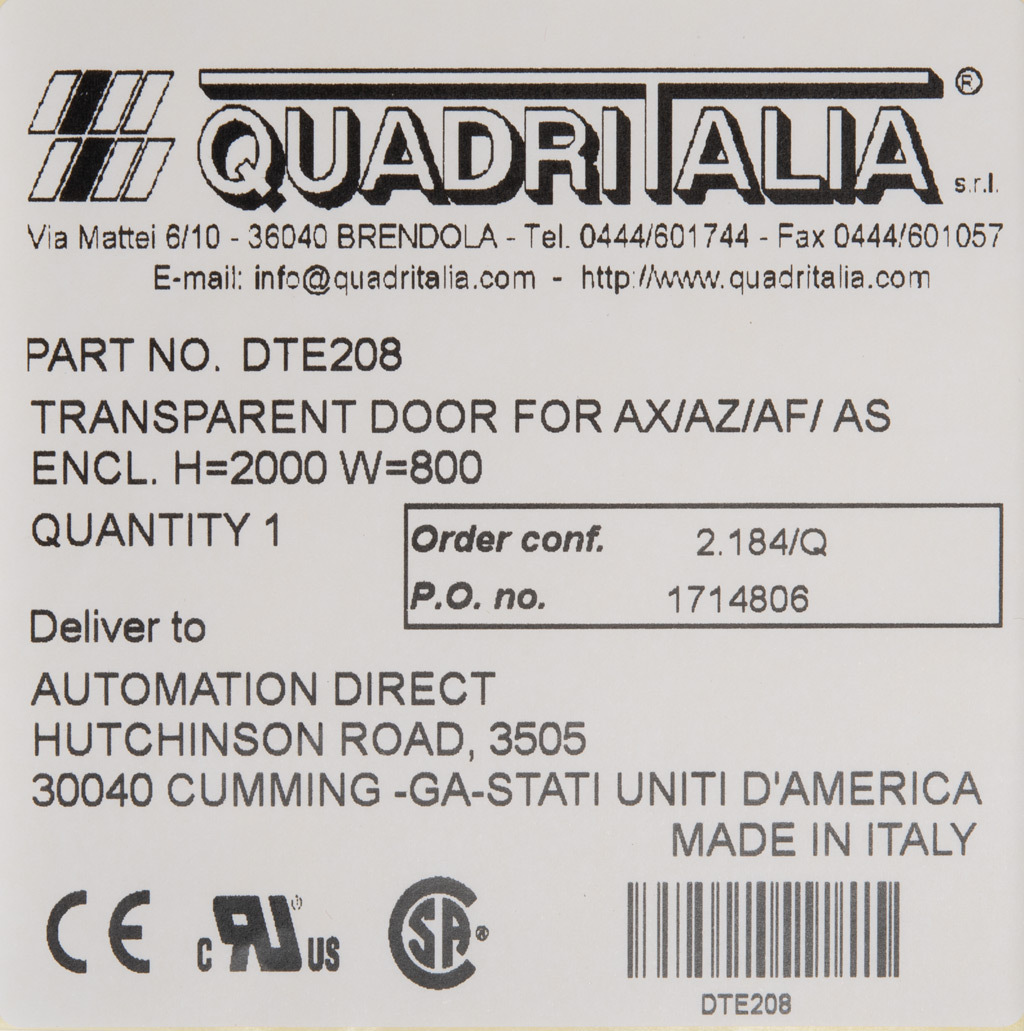 QUADRITALIA® s.r.l.
Via Mattei 6/10 - 36040 BRENDOLA - Tel. 0444/601744 - Fax 0444/601057
E-mail: info@quadritalia.com - http://www.quadritalia.com
PART NO. DTE208
TRANSPARENT DOOR FOR AX/AZ/AF/ AS
ENCL. H=2000 W=800
QUANTITY 1
Order conf. 2.184/Q
P.O. no. 1714806
Deliver to
AUTOMATION DIRECT
HUTCHINSON ROAD, 3505
30040 CUMMING -GA-STATI UNITI D'AMERICA
MADE IN ITALY
CE C RU US SA®
DTE208